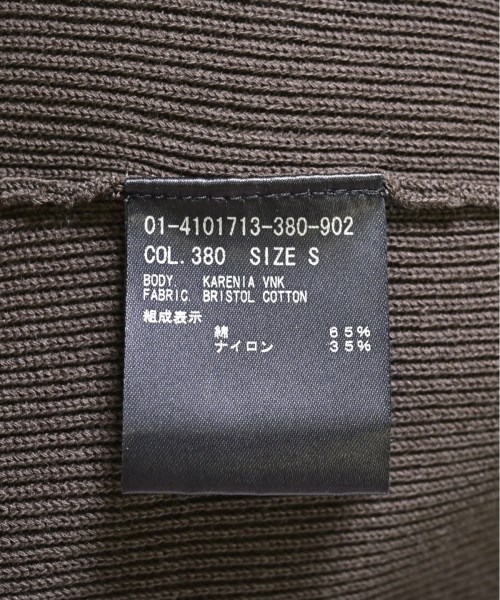 01-4101713-380-902
COL. 380 SIZE S
BODY. KARENIA VNK
FABRIC. BRISTOL COTTON
組成表示
綿 65%
ナイロン 35%